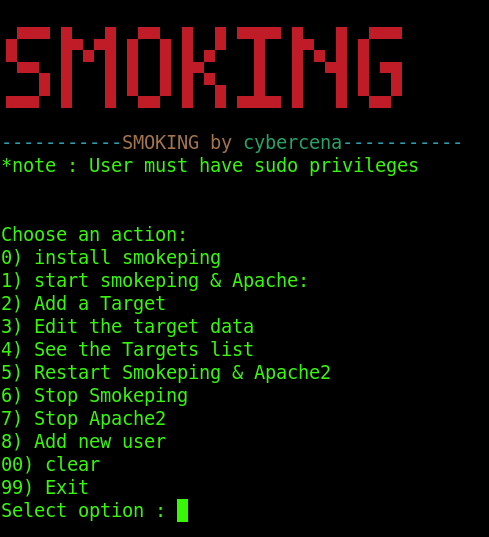 SMOKING
-----------SMOKING by cybercena-----------
*note : User must have sudo privileges
Choose an action:
0) install smokeping
1) start smokeping & Apache:
2) Add a Target
3) Edit the target data
4) See the Targets list
5) Restart Smokeping & Apache2
6) Stop Smokeping
7) Stop Apache2
8) Add new user
00) clear
99) Exit
Select option :